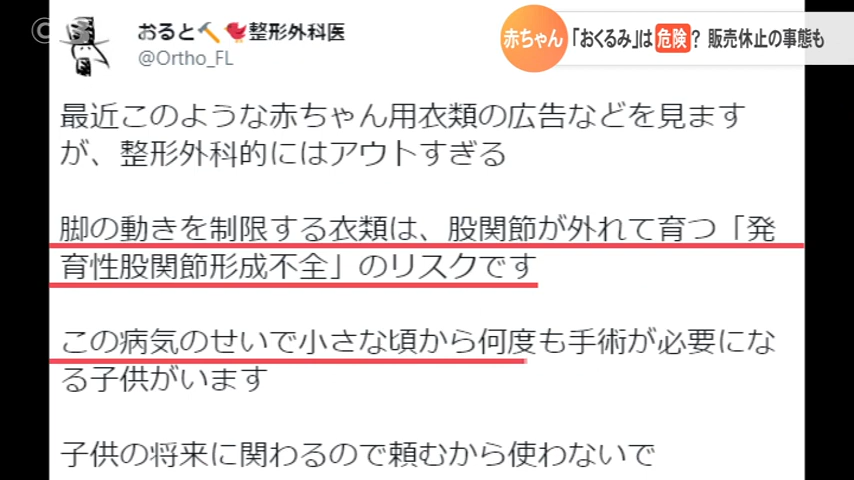 赤ちゃん 「おくるみ」は危険？ 販売休止の事態も
おると🔨🐦整形外科医
@Ortho_FL
最近このような赤ちゃん用衣類の広告などを見ます
が、整形外科的にはアウトすぎる
脚の動きを制限する衣類は、股関節が外れて育つ「発
育性股関節形成不全」のリスクです
この病気のせいで小さな頃から何度も手術が必要にな
る子供がいます
子供の将来に関わるので頼むから使わないで